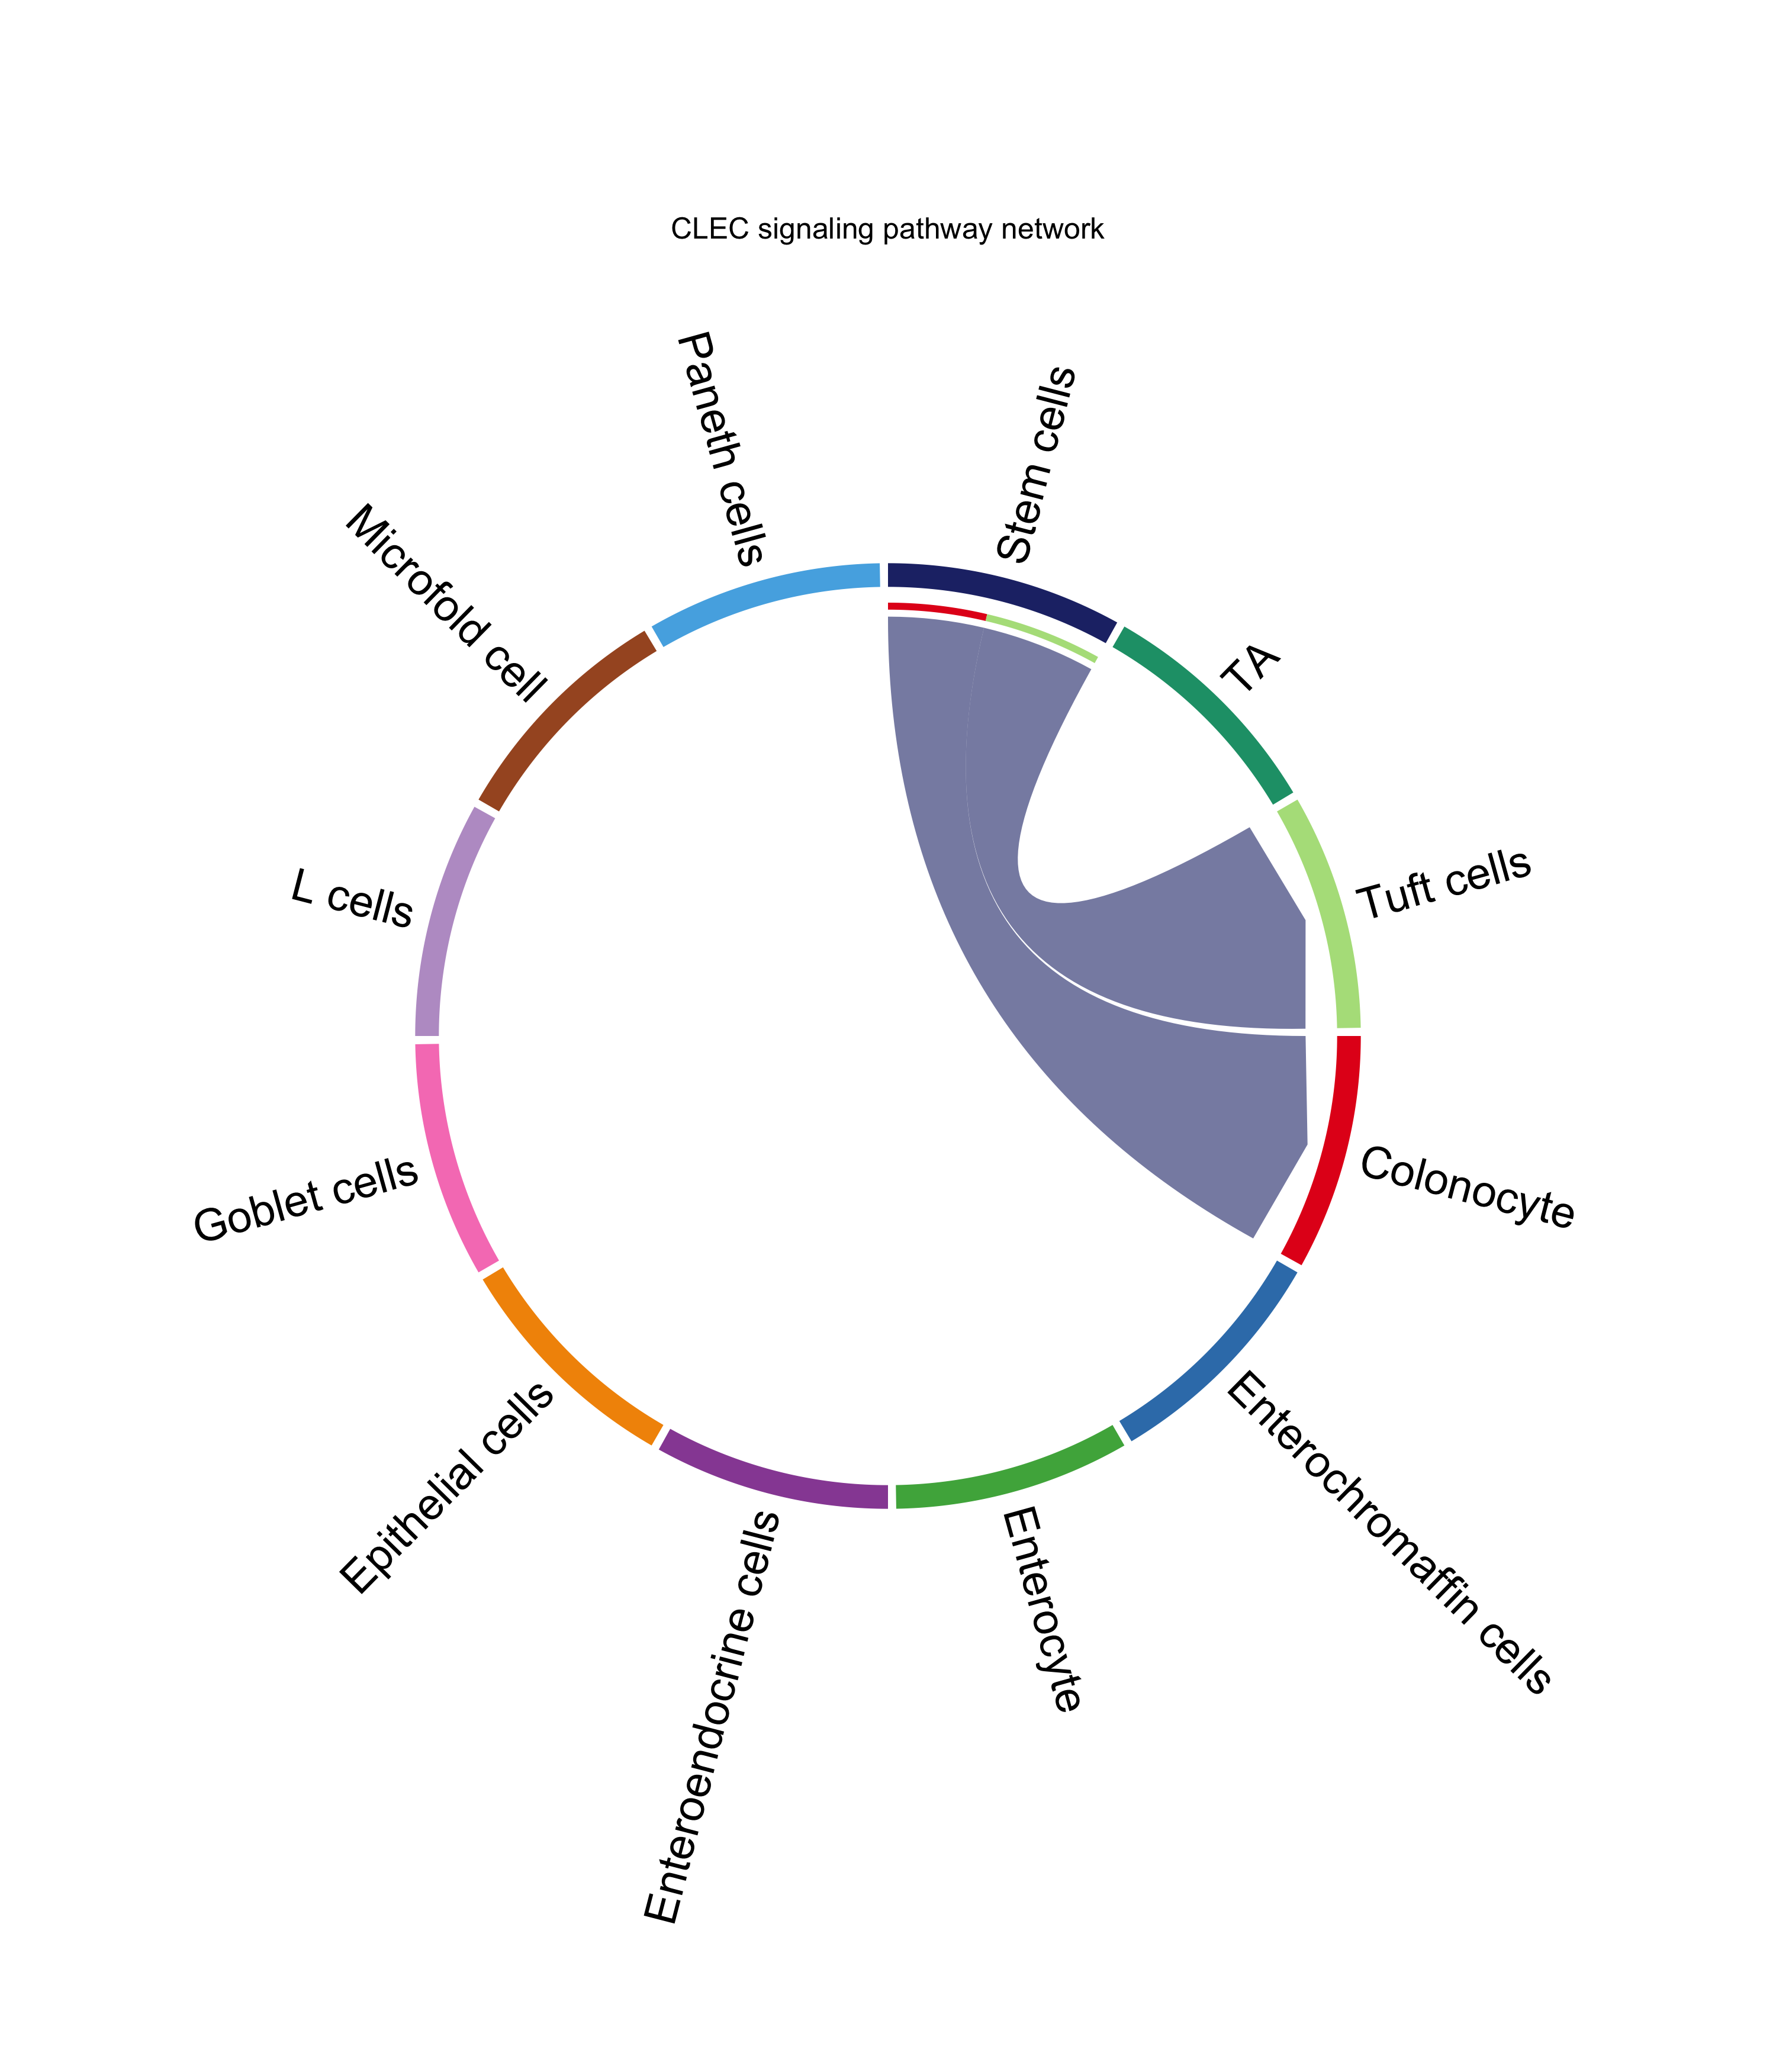 CLEC signaling pathway network
Paneth cells
Stem cells
Microfold cell
TA
L cells
Tuft cells
Goblet cells
Colonocyte
Epithelial cells
Enterochromaffin cells
Enteroendocrine cells
Enterocyte